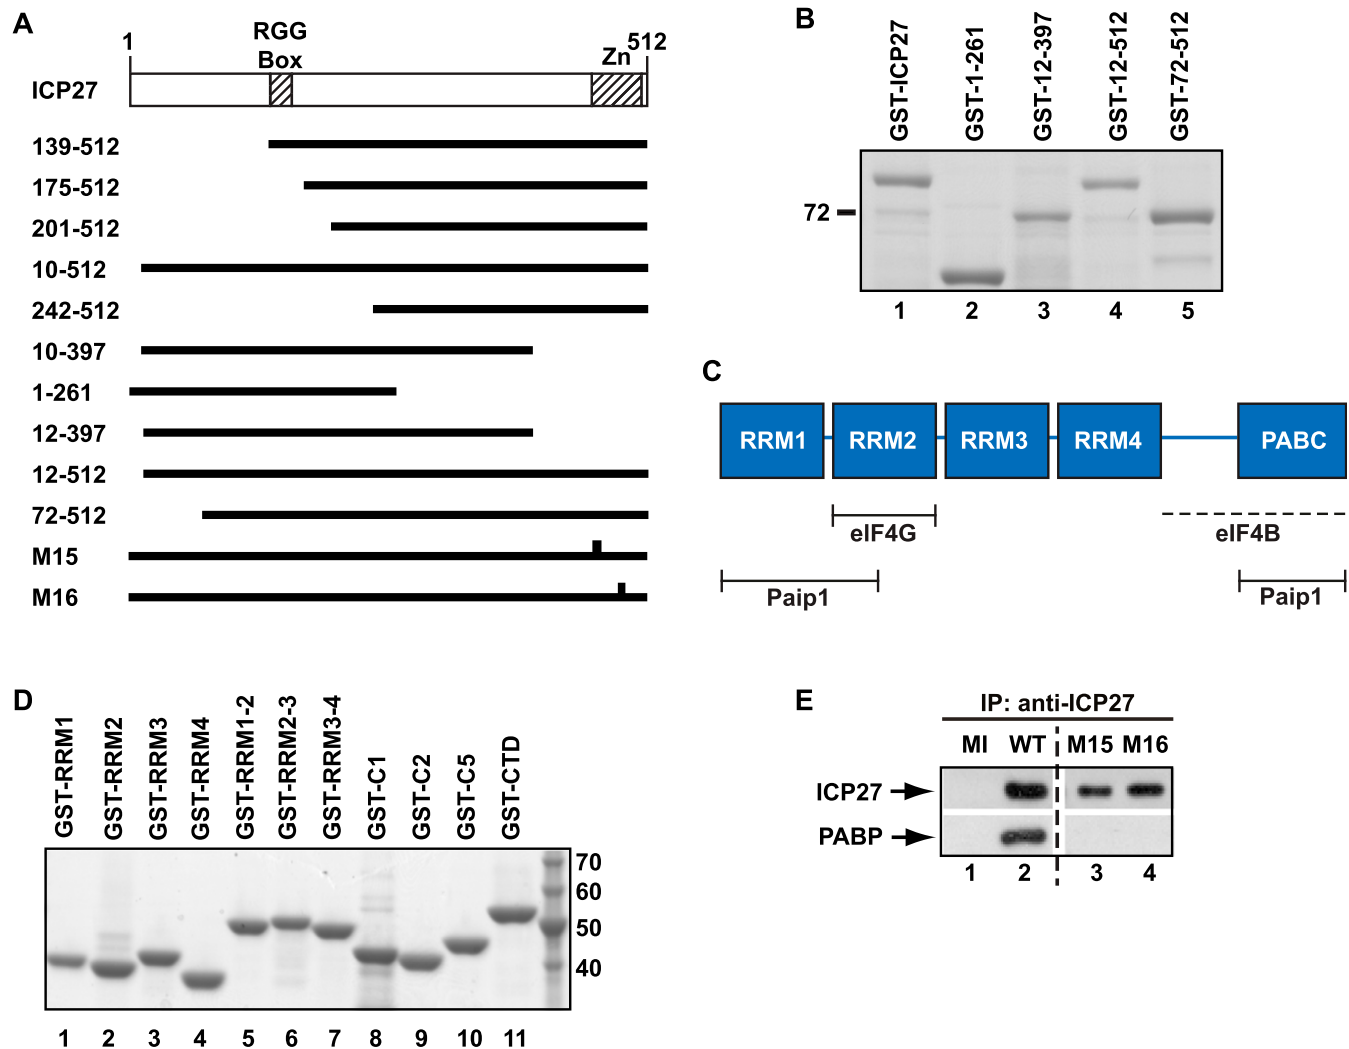 A
1
RGG
Box
Zn
512
ICP27
139-512
175-512
201-512
10-512
242-512
10-397
1-261
12-397
12-512
72-512
M15
M16
B
GST-ICP27
GST-1-261
GST-12-397
GST-12-512
GST-72-512
72
1 2 3 4 5
C
RRM1 RRM2 RRM3 RRM4 PABC
eIF4G
eIF4B
Paip1
Paip1
D
GST-RRM1
GST-RRM2
GST-RRM3
GST-RRM4
GST-RRM1-2
GST-RRM2-3
GST-RRM3-4
GST-C1
GST-C2
GST-C5
GST-CTD
70
60
50
40
1 2 3 4 5 6 7 8 9 10 11
E
IP: anti-ICP27
MI WT M15 M16
ICP27
PABP
1 2 3 4